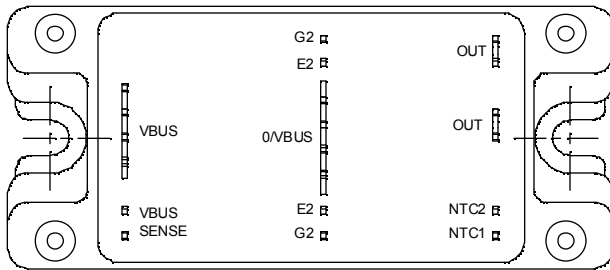 G2
OUT
E2
VBUS
0/VBUS
OUT
VBUS
SENSE
E2
G2
NTC2
NTC1